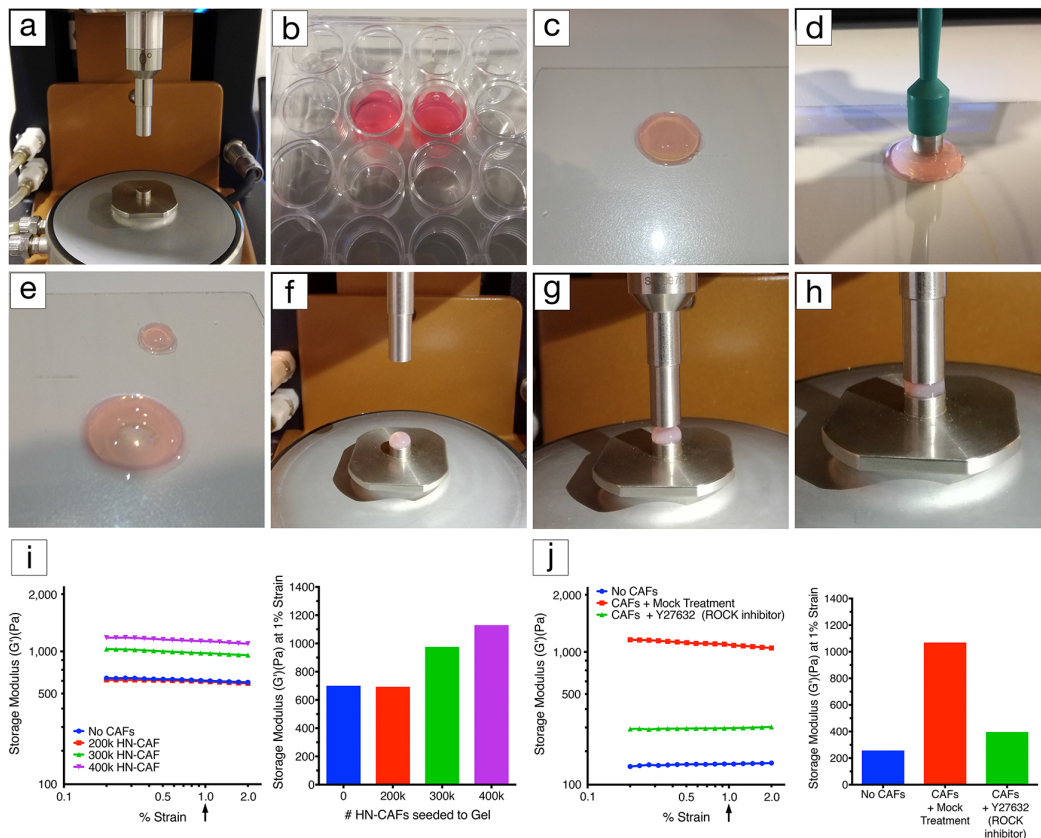 a
b
c
d
e
f
g
h
i
Storage Modulus (G')(Pa)
2,000
1,000
500
100
0.1
0.5
1.0
2.0
% Strain
No CAFs
200k HN-CAF
300k HN-CAF
400k HN-CAF
Storage Modulus (G')(Pa) at 1% Strain
1400
1200
1000
800
600
400
200
0
0
200k
300k
400k
# HN-CAFs seeded to Gel
j
No CAFs
CAFs + Mock Treatment
CAFs + Y27632 (ROCK inhibitor)
Storage Modulus (G')(Pa)
2,000
1,000
500
100
0.1
0.5
1.0
2.0
% Strain
Storage Modulus (G')(Pa) at 1% Strain
1400
1200
1000
800
600
400
200
0
No CAFs
CAFs
+ Mock
Treatment
CAFs
+ Y27632
(ROCK
inhibitor)